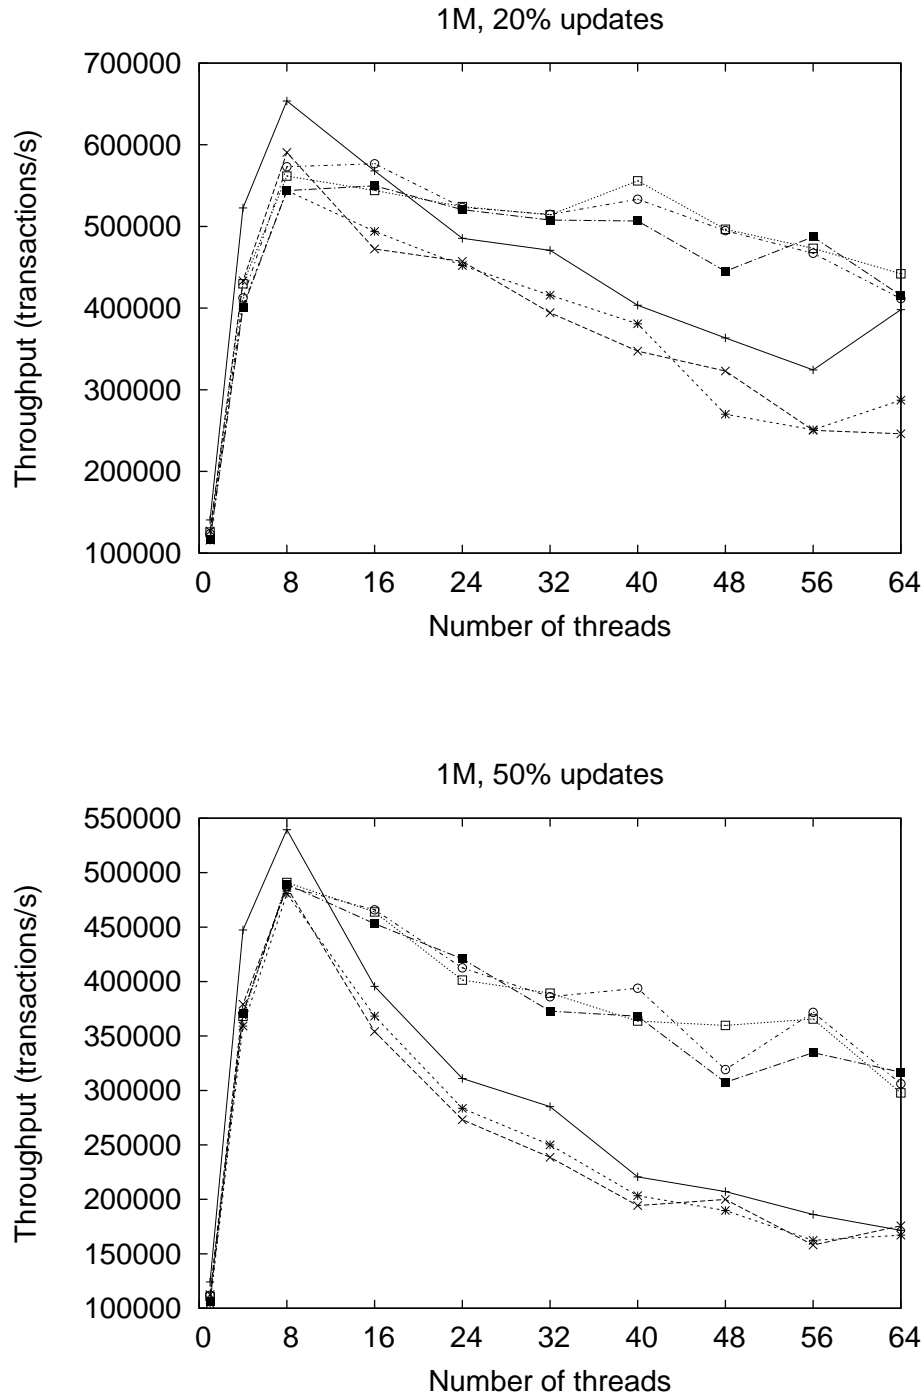 1M, 20% updates
700000
600000
500000
400000
300000
200000
100000
Throughput (transactions/s)
0 8 16 24 32 40 48 56 64
Number of threads
1M, 50% updates
550000
500000
450000
400000
350000
300000
250000
200000
150000
100000
Throughput (transactions/s)
0 8 16 24 32 40 48 56 64
Number of threads